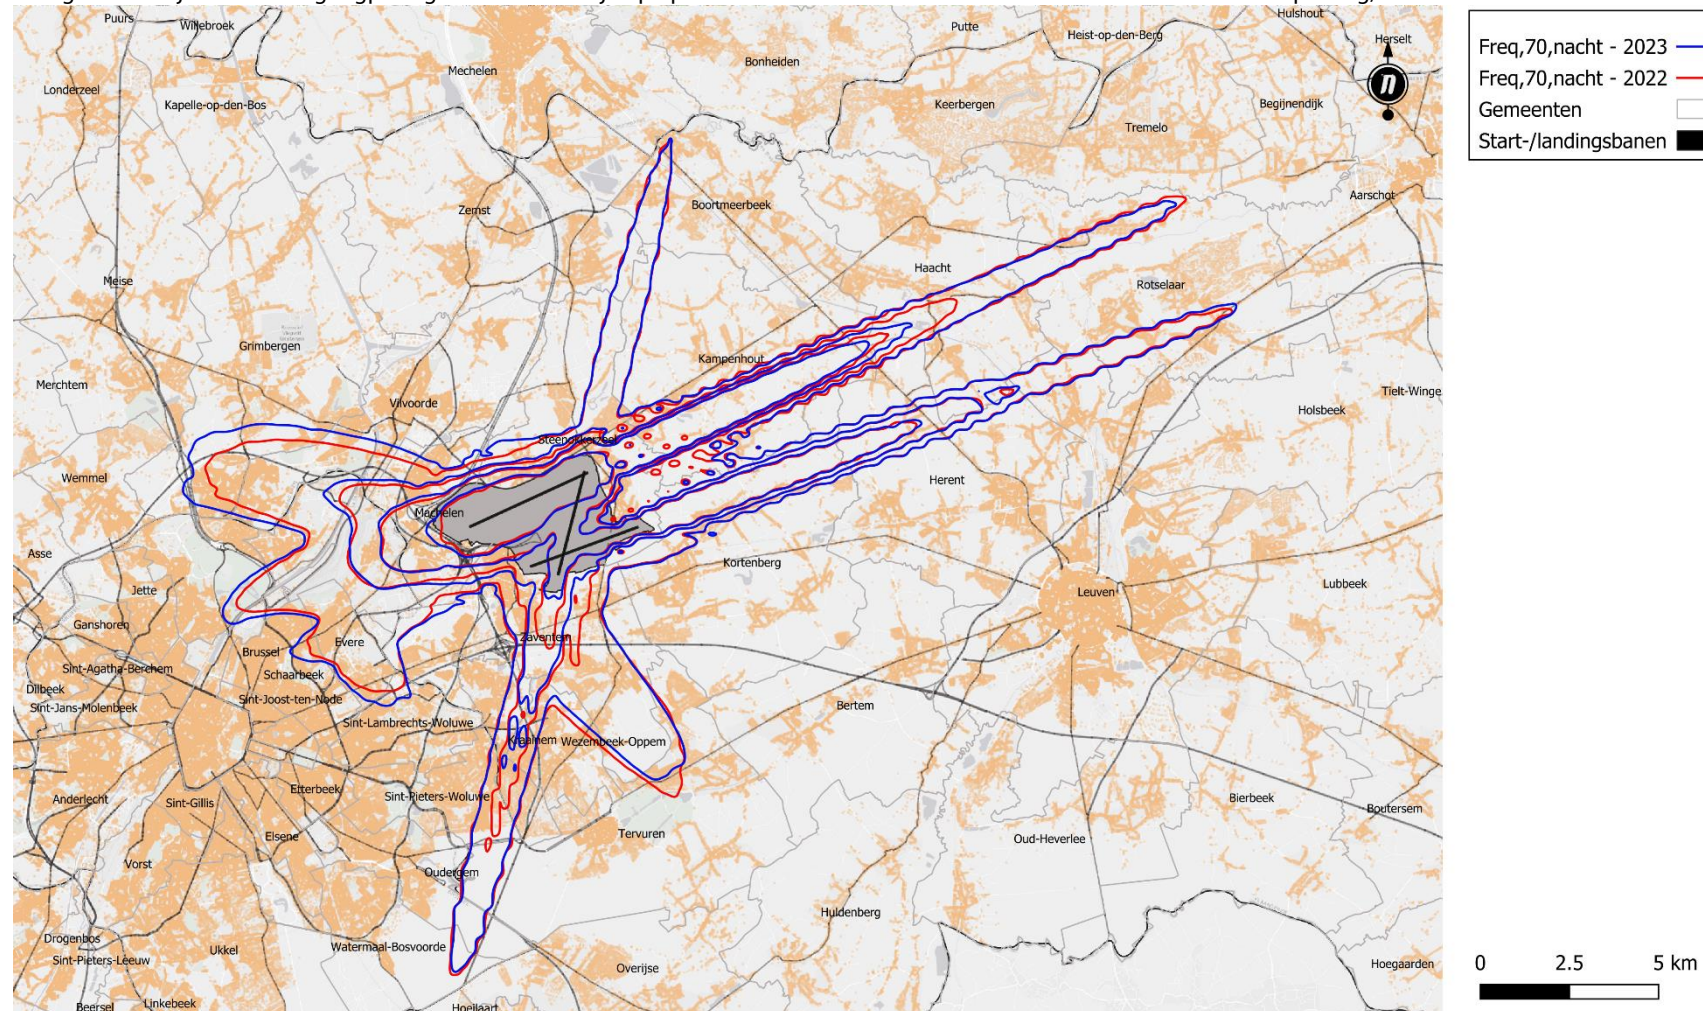 Puurs
Willebroek
Putte
Hulshout
Heist-op-den-Berg
Herselt
Mechelen
Bonheiden
Londerzeel
Kapelle-op-den-Bos
Keerbergen
Begijnendijk
Tremelo
Zemst
Boortmeerbeek
Aarschot
Meise
Haacht
Rotselaar
Grimbergen
Kampenhout
Merchtem
Vilvoorde
Tielt-Winge
Holsbeek
Steenokkerzeel
Wemmel
Herent
Machelen
Asse
Kortenberg
Jette
Leuven
Lubbeek
Ganshoren
Evere
Zaventem
Brussel
Sint-Agatha-Berchem
Schaarbeek
Dilbeek
Sint-Joost-ten-Node
Sint-Jans-Molenbeek
Bertem
Sint-Lambrechts-Woluwe
Kraainem
Wezembeek-Oppem
Etterbeek
Sint-Pieters-Woluwe
Anderlecht
Sint-Gillis
Bierbeek
Boutersem
Elsene
Tervuren
Oud-Heverlee
Vorst
Oudergem
Huldenberg
Drogenbos
Ukkel
Watermaal-Bosvoorde
Sint-Pieters-Leeuw
Overijse
Hoegaarden
Beersel
Linkebeek
Hoeilaart
Freq,70,nacht - 2023
Freq,70,nacht - 2022
Gemeenten
Start-/landingsbanen
n
0 2.5 5 km